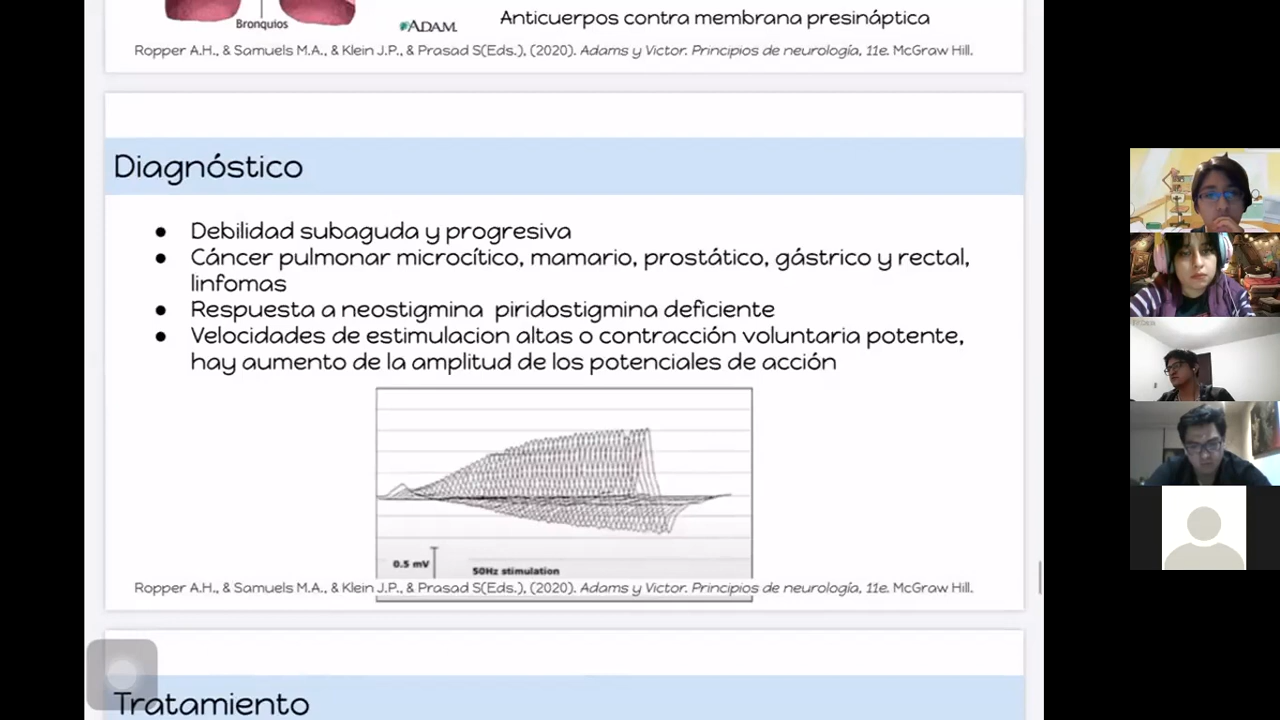 Bronquios
ADAM.
Anticuerpos contra membrana presináptica
Ropper A.H., & Samuels M.A., & Klein J.P., & Prasad S(Eds.), (2020). Adams y Victor. Principios de neurología, 11e. McGraw Hill.
Diagnóstico
● Debilidad subaguda y progresiva
● Cáncer pulmonar microcítico, mamario, prostático, gástrico y rectal,
linfomas
● Respuesta a neostigmina piridostigmina deficiente
● Velocidades de estimulacion altas o contracción voluntaria potente,
hay aumento de la amplitud de los potenciales de acción
0.5 mV
50Hz stimulation
Ropper A.H., & Samuels M.A., & Klein J.P., & Prasad S(Eds.), (2020). Adams y Victor. Principios de neurología, 11e. McGraw Hill.
Tratamiento